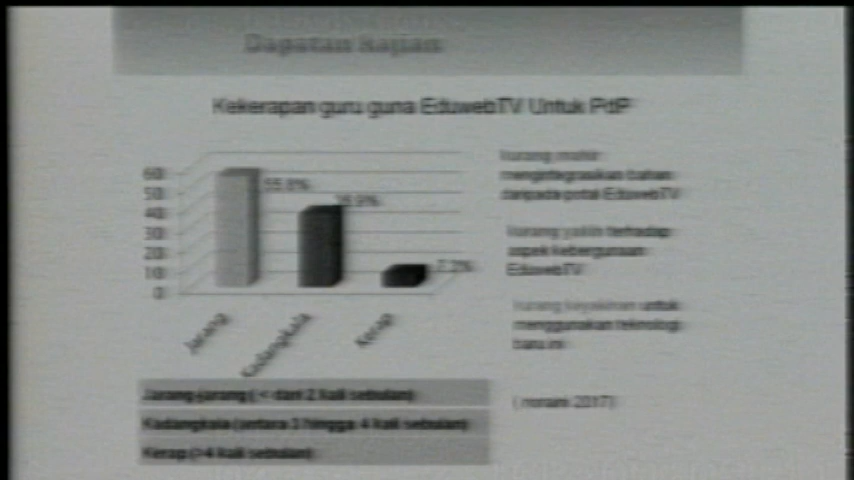 Dapatan Kajian
Kekerapan guru guna EduwebTV Untuk PdP
60
50
40
30
20
10
0
55.8%
7.2%
Jarang
Kadangkala
Kerap
kurang mahir
mengintegrasikan bahan
daripada portal EduwebTV
kurang yakin terhadap
aspek kebergunaan
EduwebTV
kurang keyakinan untuk
menggunakan teknologi
baru ini
Jarang-jarang ( < dari 2 kali sebulan)
Kadangkala (antara 3 hingga 4 kali sebulan)
Kerap (>4 kali sebulan)
2017)